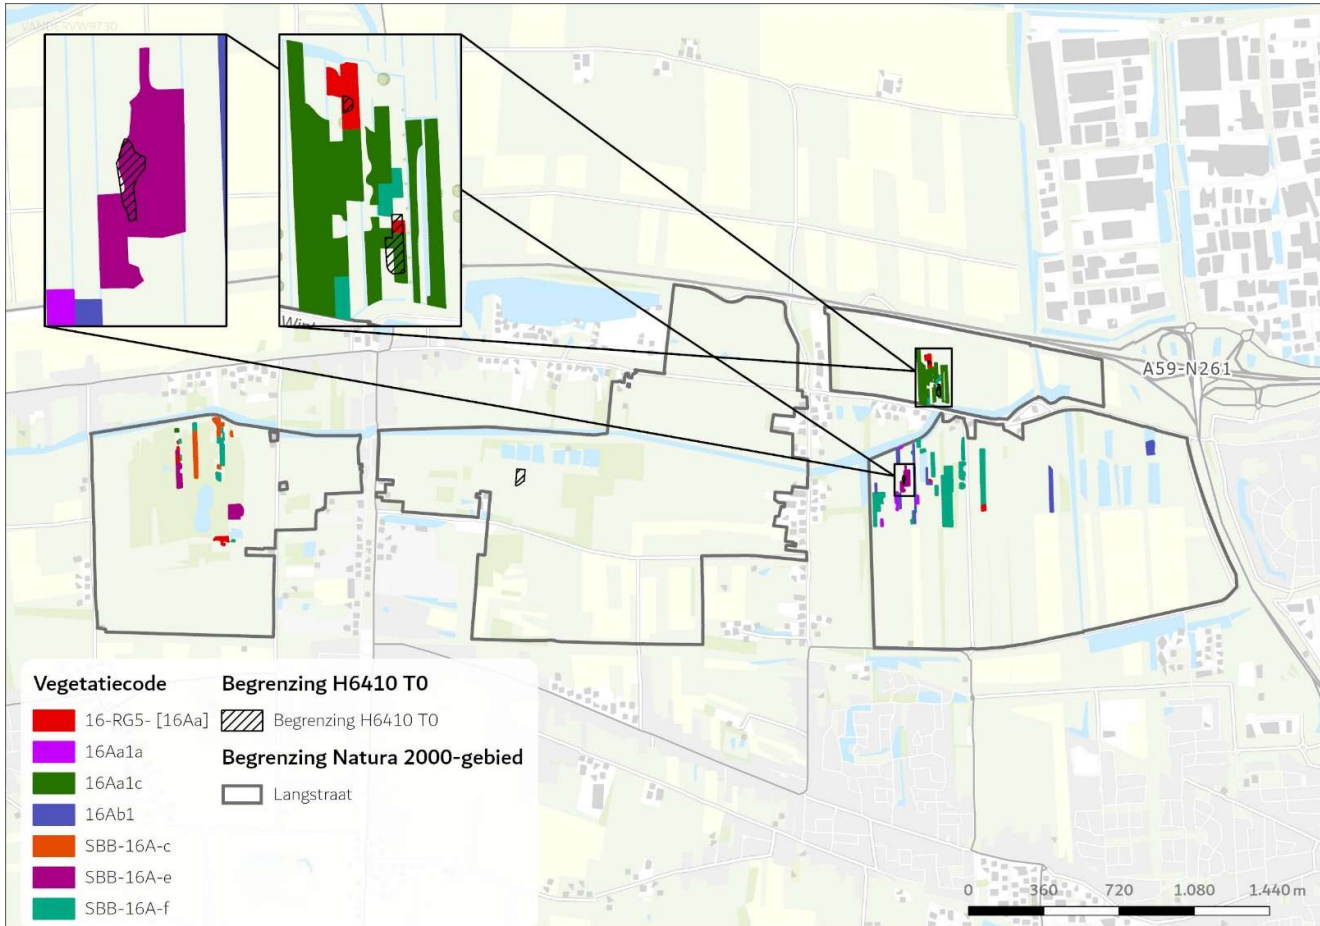 VANDERVW9730
A59-N261
Vegetatiecode
16-RG5- [16Aa]
16Aa1a
16Aa1c
16Ab1
SBB-16A-c
SBB-16A-e
SBB-16A-f
Begrenzing H6410 T0
Begrenzing H6410 T0
Begrenzing Natura 2000-gebied
Langstraat
0 360 720 1.080 1.440 m